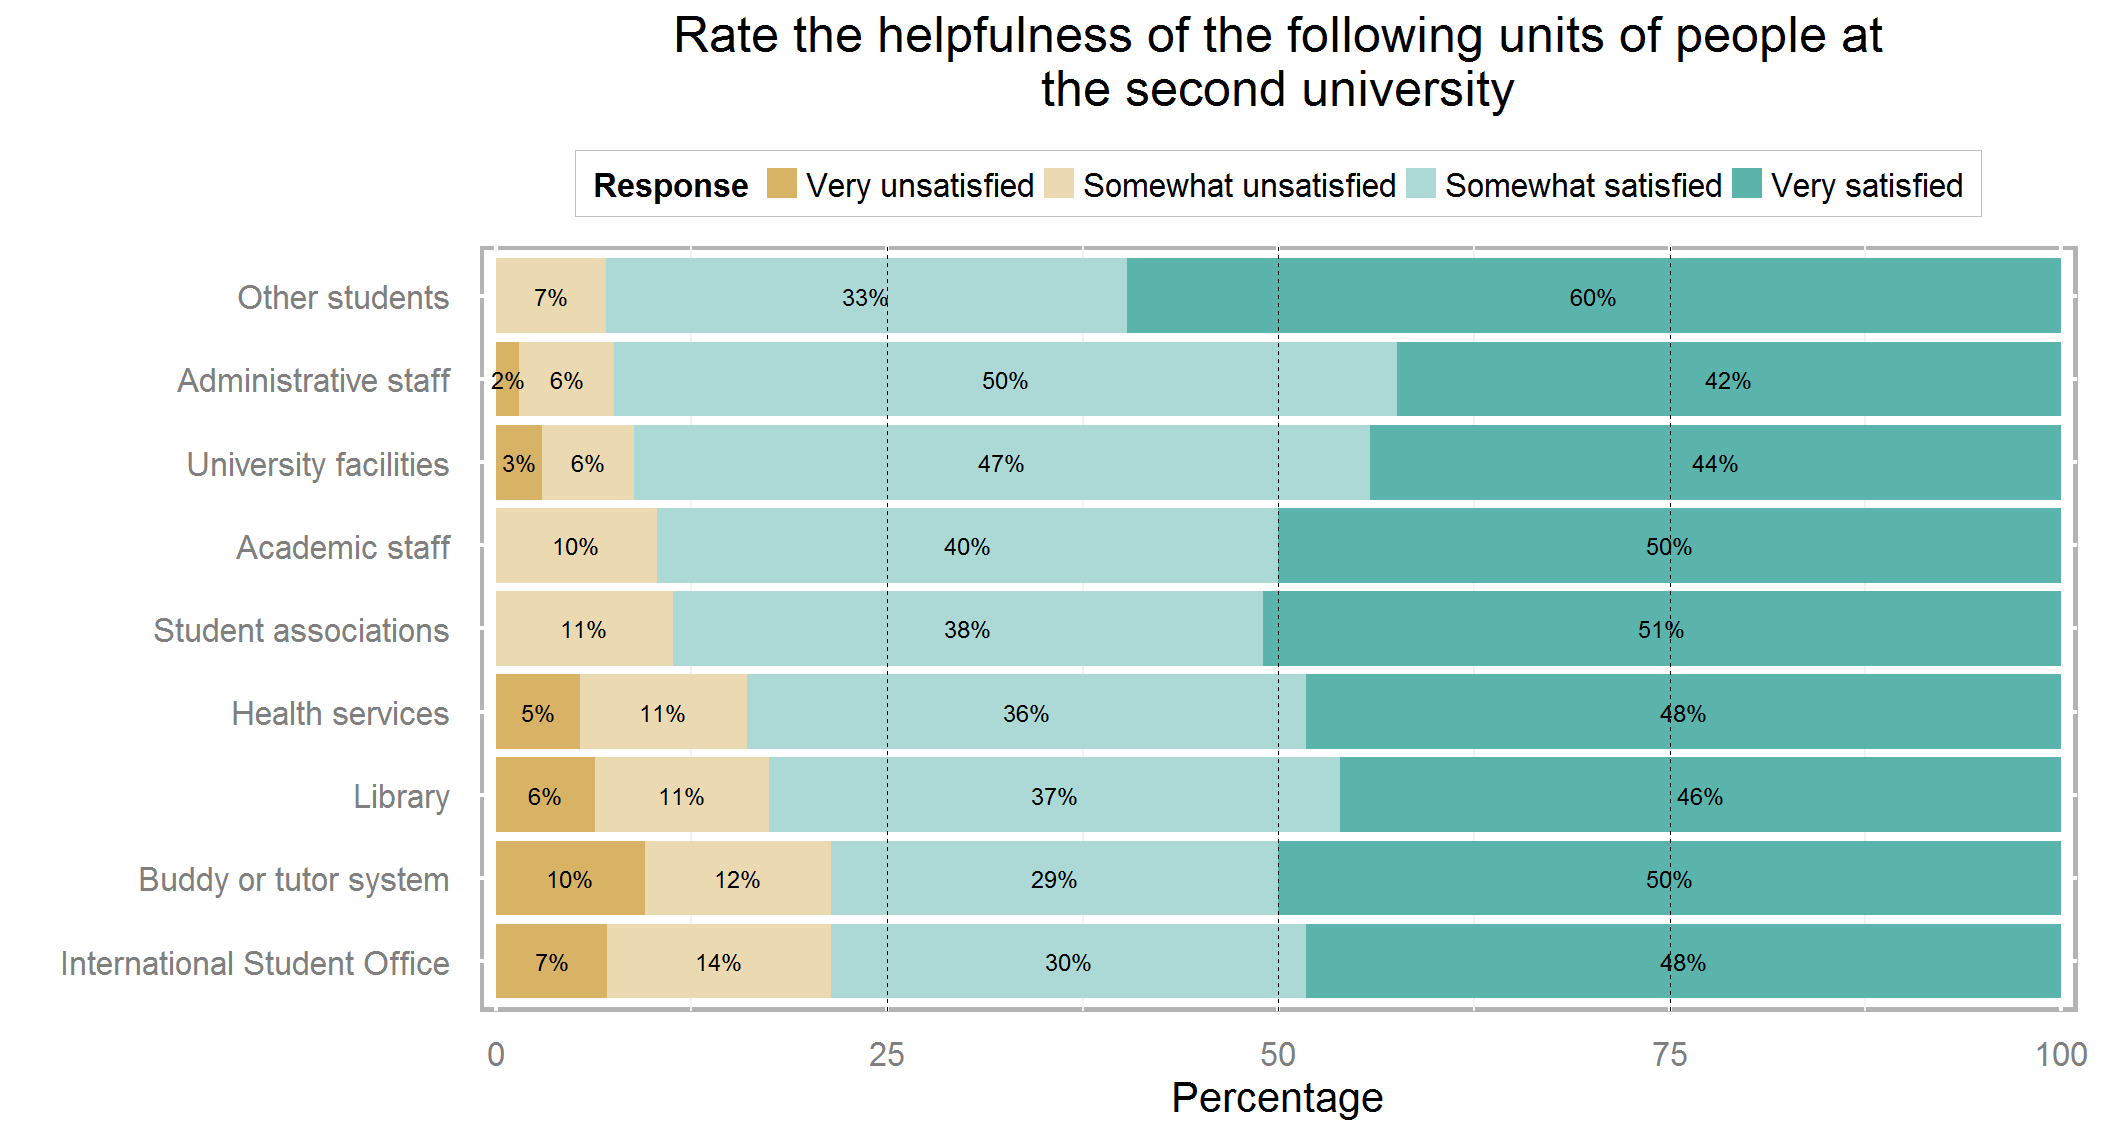 Rate the helpfulness of the following units of people at
the second university
Response Very unsatisfied Somewhat unsatisfied Somewhat satisfied Very satisfied
Other students 7% 33% 60%
Administrative staff 2% 6% 50% 42%
University facilities 3% 6% 47% 44%
Academic staff 10% 40% 50%
Student associations 11% 38% 51%
Health services 5% 11% 36% 48%
Library 6% 11% 37% 46%
Buddy or tutor system 10% 12% 29% 50%
International Student Office 7% 14% 30% 48%
0 25 50 75 100
Percentage